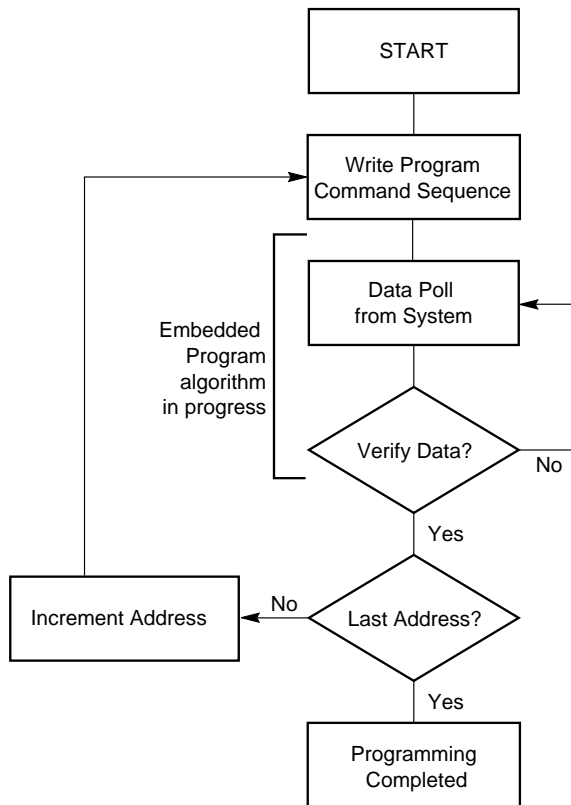 START
Write Program
Command Sequence
Data Poll
from System
Embedded
Program
algorithm
in progress
Verify Data?
No
Yes
Increment Address
No
Last Address?
Yes
Programming
Completed